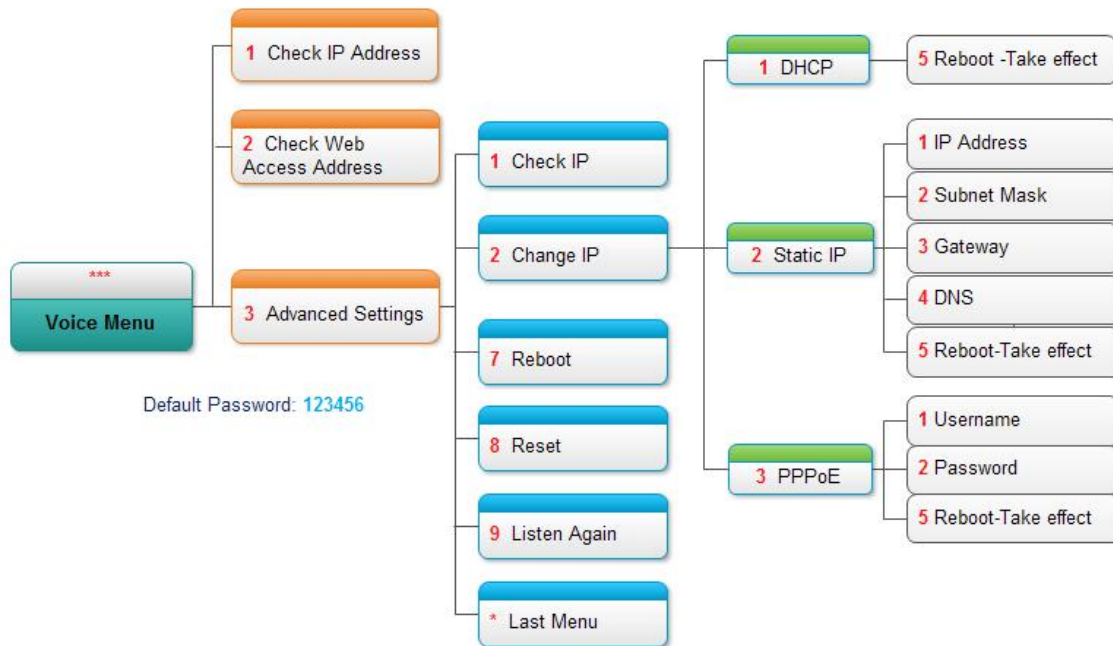 ***
Voice Menu
Default Password: 123456
1 Check IP Address
2 Check Web
Access Address
3 Advanced Settings
1 Check IP
2 Change IP
7 Reboot
8 Reset
9 Listen Again
* Last Menu
1 DHCP
5 Reboot -Take effect
2 Static IP
1 IP Address
2 Subnet Mask
3 Gateway
4 DNS
5 Reboot-Take effect
3 PPPoE
1 Username
2 Password
5 Reboot-Take effect